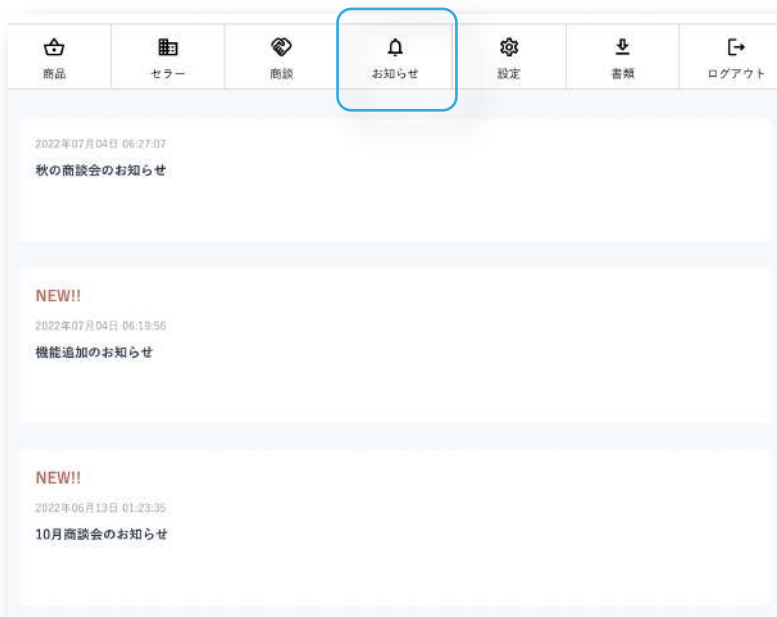 商品
セラー
商談
お知らせ
設定
書類
ログアウト
2022年07月04日 06:27:07
秋の商談会のお知らせ
NEW!!
2022年07月04日 06:19:56
機能追加のお知らせ
NEW!!
2022年06月13日 01:23:35
10月商談会のお知らせ